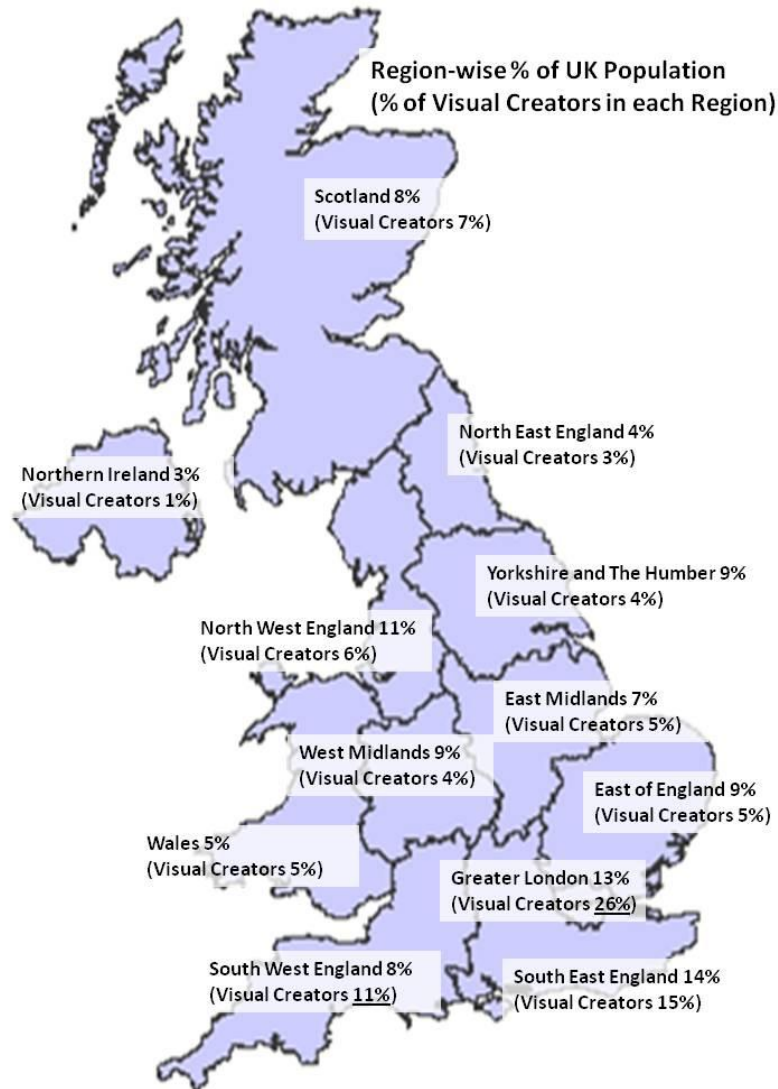 Region-wise % of UK Population
(% of Visual Creators in each Region)
Scotland 8%
(Visual Creators 7%)
North East England 4%
(Visual Creators 3%)
Northern Ireland 3%
(Visual Creators 1%)
Yorkshire and The Humber 9%
(Visual Creators 4%)
North West England 11%
(Visual Creators 6%)
East Midlands 7%
(Visual Creators 5%)
West Midlands 9%
(Visual Creators 4%)
East of England 9%
(Visual Creators 5%)
Wales 5%
(Visual Creators 5%)
Greater London 13%
(Visual Creators 26%)
South West England 8%
(Visual Creators 11%)
South East England 14%
(Visual Creators 15%)